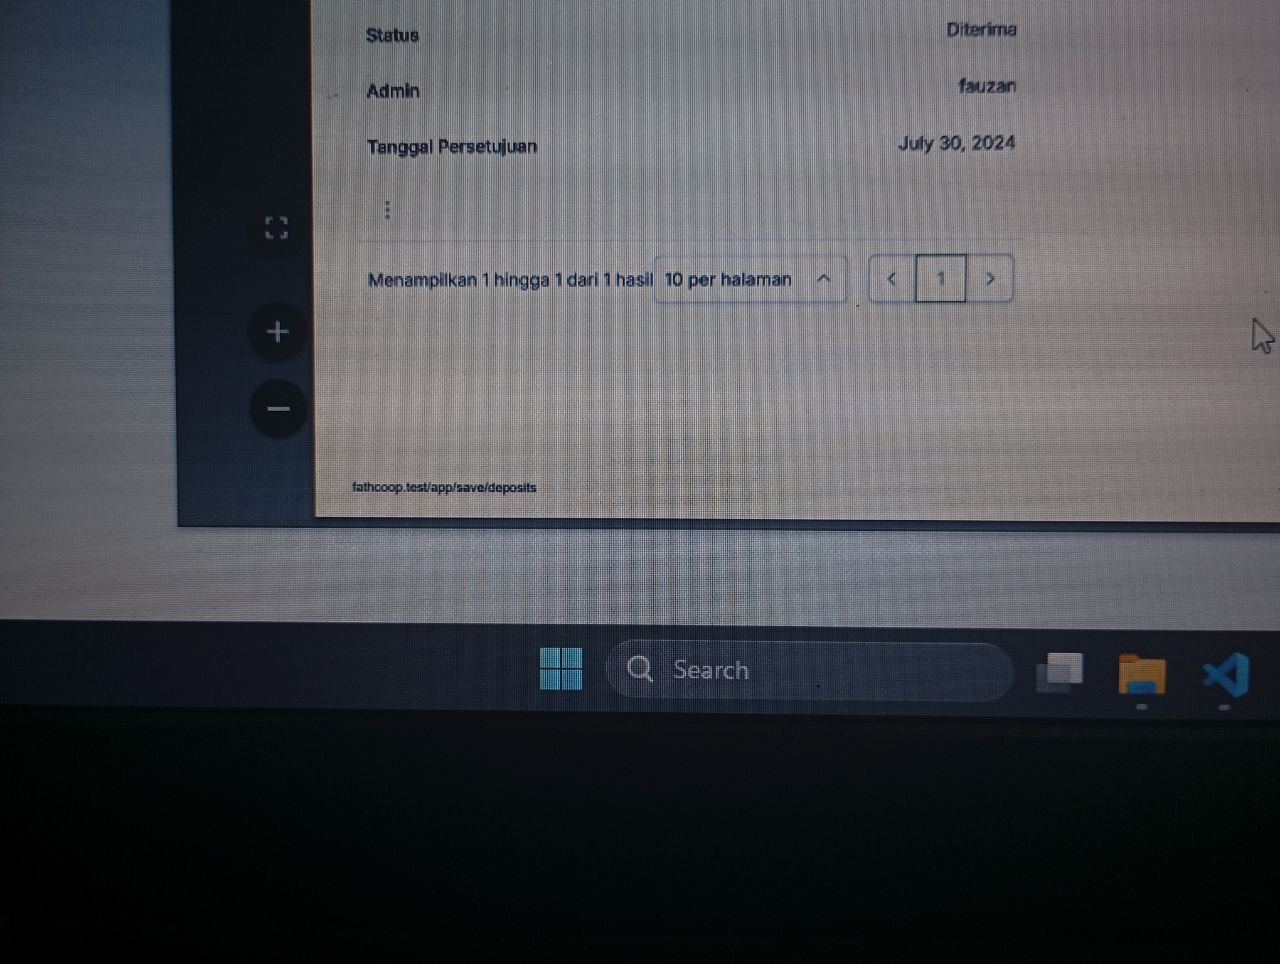 Status Diterima
Admin fauzan
Tanggal Persetujuan July 30, 2024
Menampilkan 1 hingga 1 dari 1 hasil 10 per halaman 1
fathcoop.test/app/save/deposits
Search